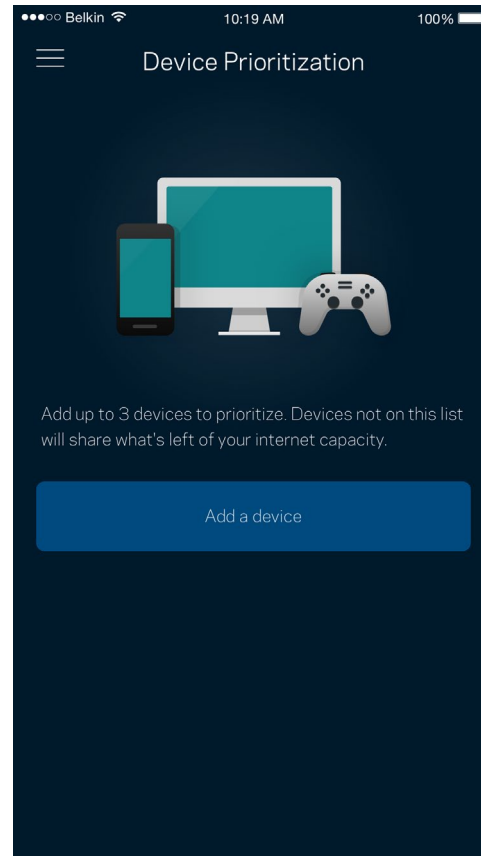 Belkin 10:19 AM 100%
Device Prioritization
Add up to 3 devices to prioritize. Devices not on this list
will share what's left of your internet capacity.
Add a device